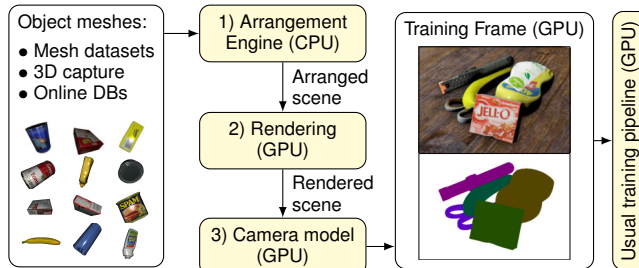 Object meshes:
● Mesh datasets
● 3D capture
● Online DBs
SPAM
1) Arrangement
Engine (CPU)
Arranged
scene
2) Rendering
(GPU)
Rendered
scene
3) Camera model
(GPU)
Training Frame (GPU)
JELL-O
Usual training pipeline (GPU)